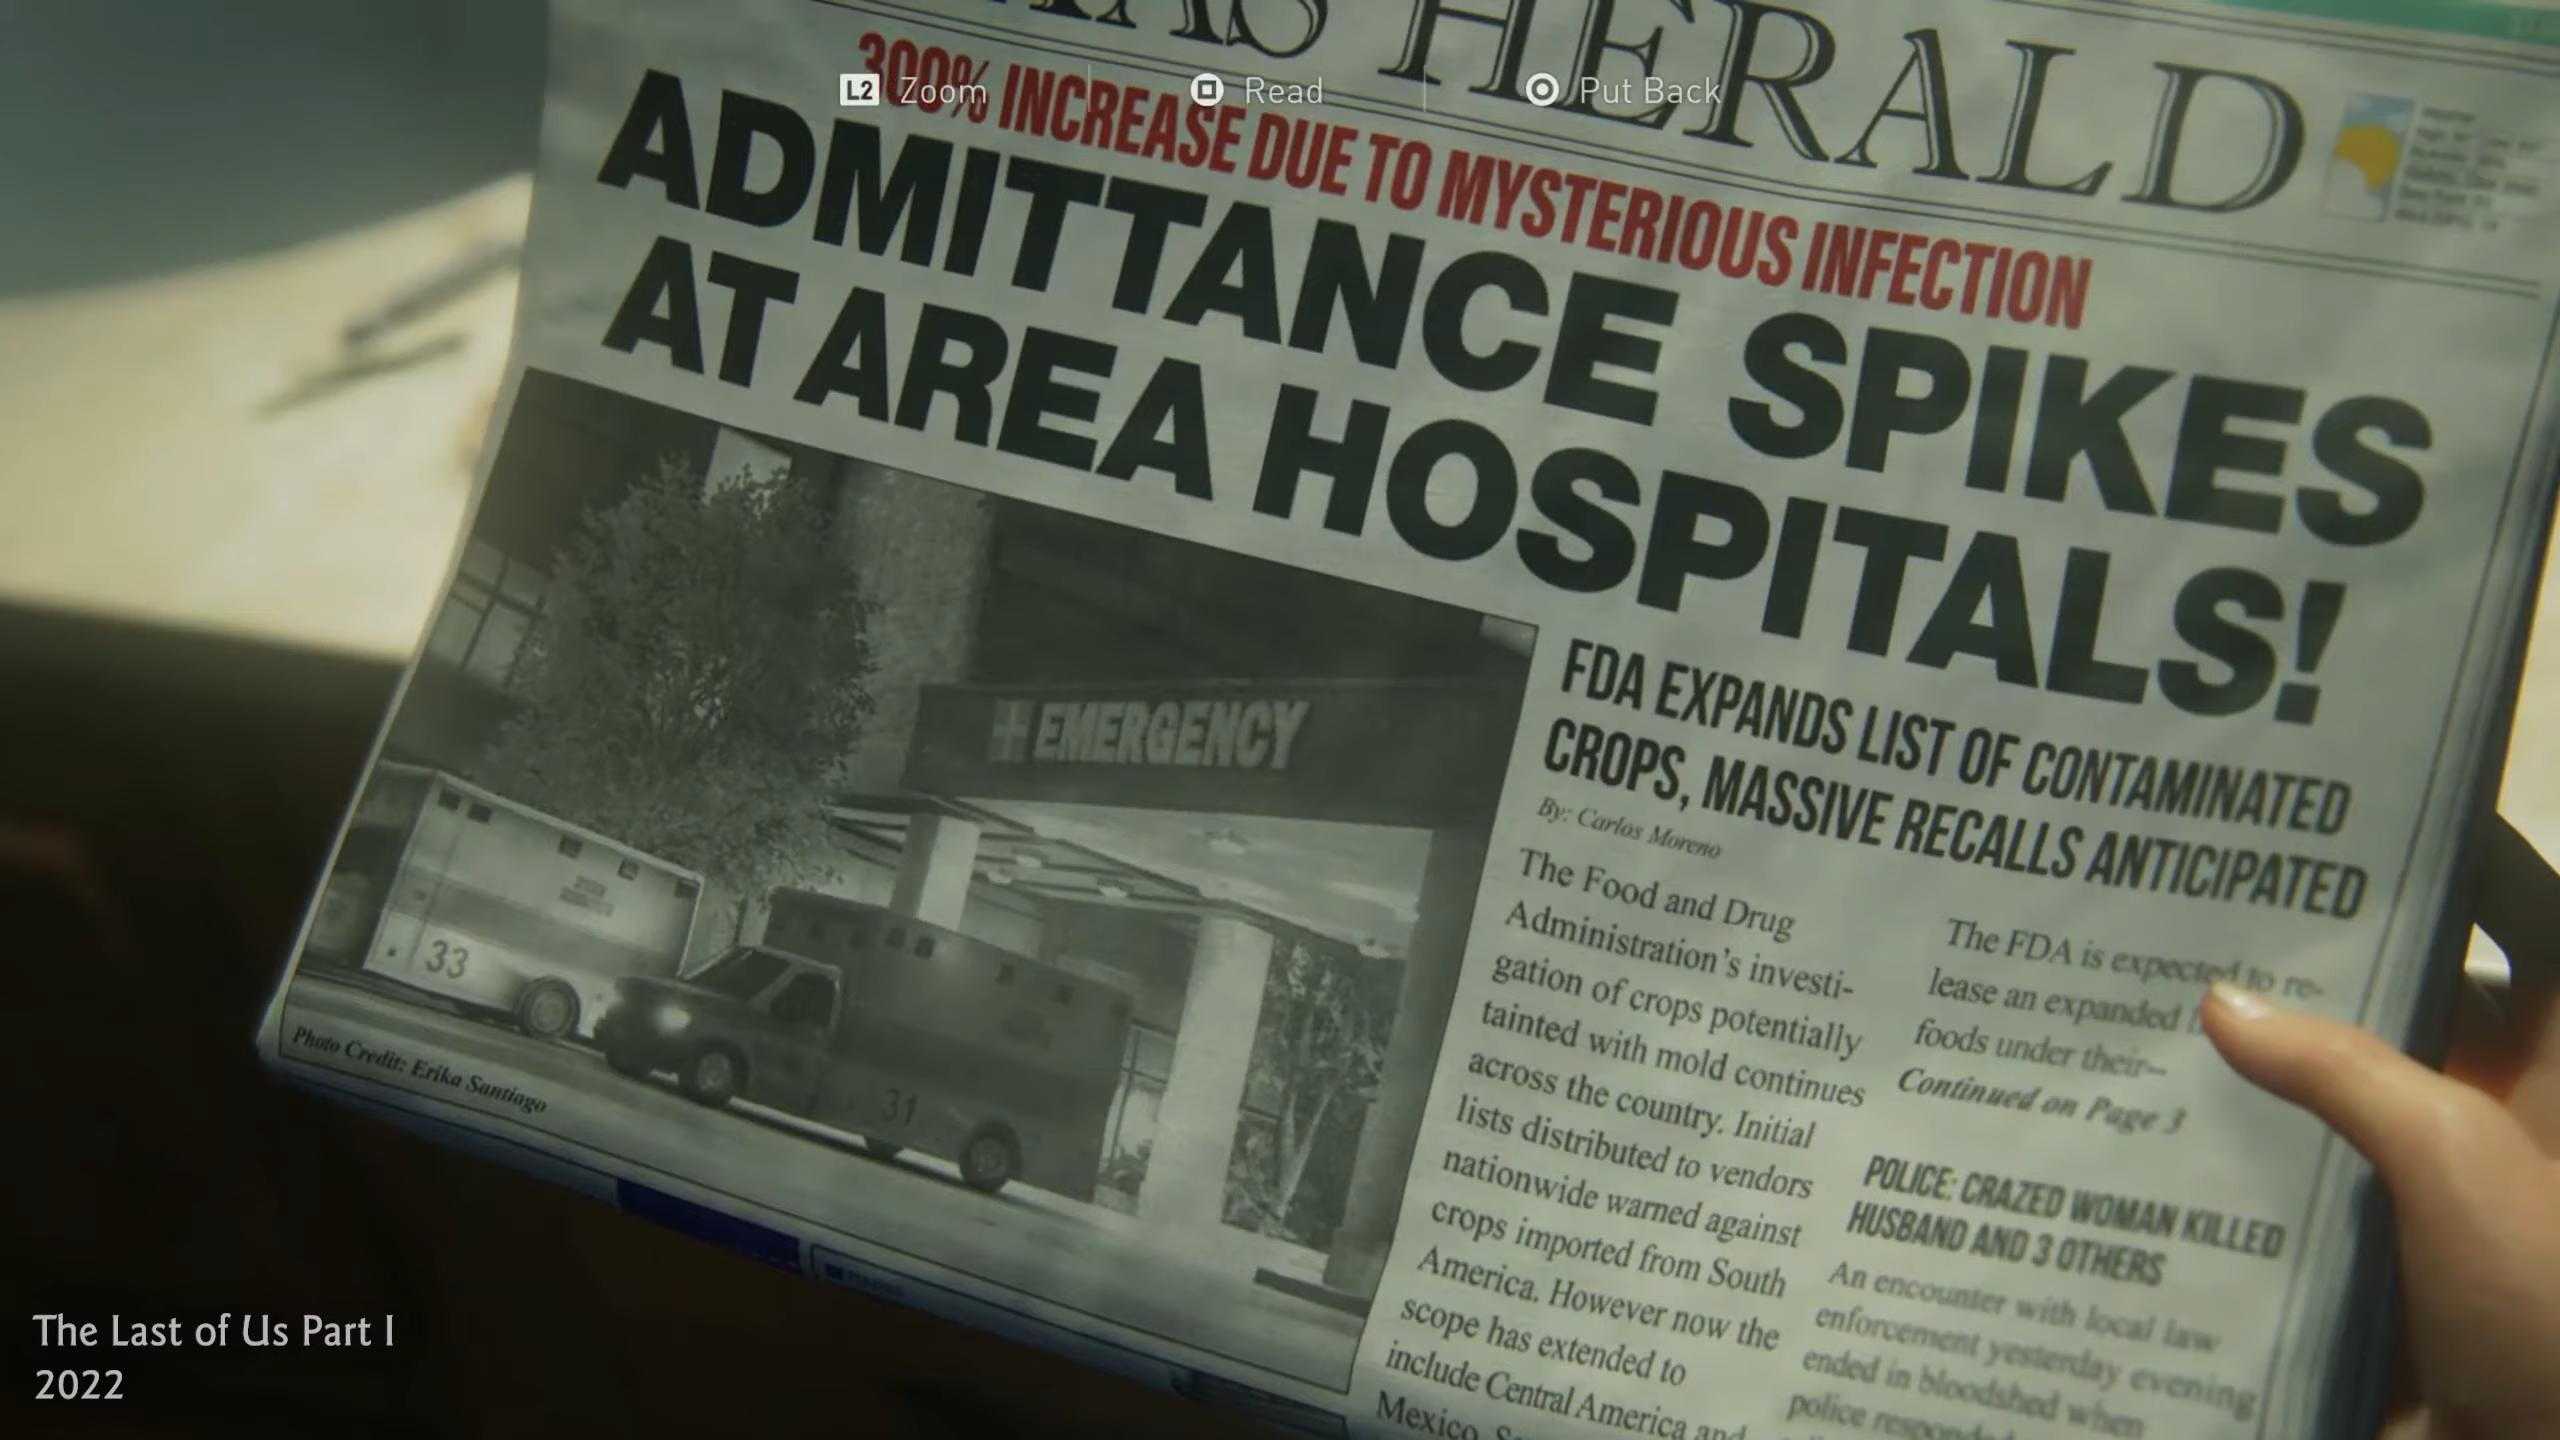 HERALD
300% INCREASE DUE TO MYSTERIOUS INFECTION
L2 Zoom
Read
Put Back
ADMITTANCE SPIKES
AT AREA HOSPITALS!
EMERGENCY
33
31
Photo Credit: Erika Santiago
FDA EXPANDS LIST OF CONTAMINATED
CROPS, MASSIVE RECALLS ANTICIPATED
By: Carlos Moreno
The Food and Drug
Administration's investi-
gation of crops potentially
tainted with mold continues
across the country. Initial
lists distributed to vendors
nationwide warned against
crops imported from South
America. However now the
scope has extended to
include Central America and
Mexico.
The FDA is expected to re-
lease an expanded
foods under their--
Continued on Page 3
POLICE: CRAZED WOMAN KILLED
HUSBAND AND 3 OTHERS
An encounter with local law
enforcement yesterday evening
ended in bloodshed when
police
The Last of Us Part I
2022